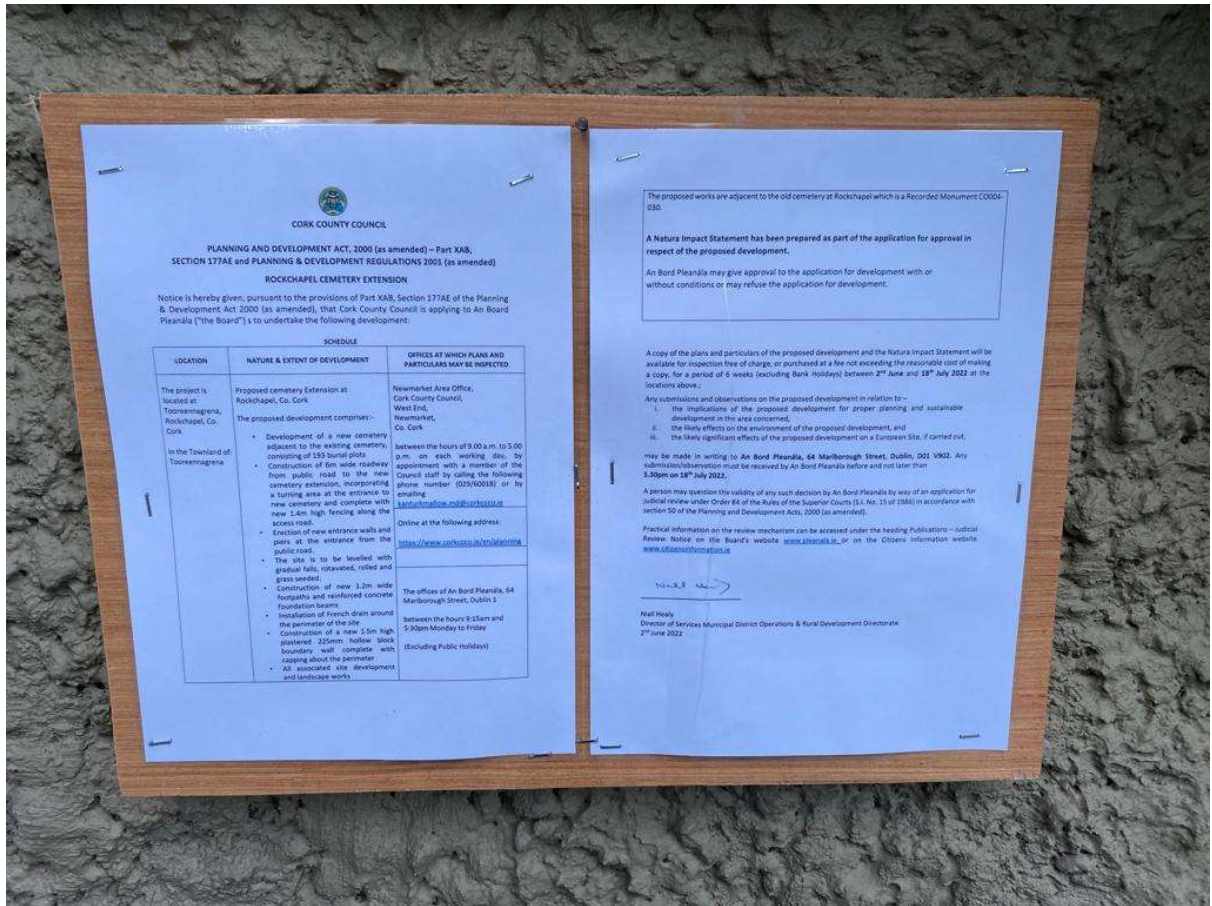 CORK COUNTY COUNCIL
PLANNING AND DEVELOPMENT ACT, 2000 (as amended) – Part XAB,
SECTION 177AE and PLANNING & DEVELOPMENT REGULATIONS 2001 (as amended)
ROCKCHAPEL CEMETERY EXTENSION
Notice is hereby given, pursuant to the provisions of Part XAB, Section 177AE of the Planning
& Development Act 2000 (as amended), that Cork County Council is applying to An Board
Pleanála ("the Board") s to undertake the following development:
SCHEDULE
LOCATION
The project is
located at
Tooreennagrena,
Rockchapel, Co.
Cork
In the Townland of
Tooreennagrena
NATURE & EXTENT OF DEVELOPMENT
Proposed cemetery Extension at
Rockchapel, Co. Cork
The proposed development comprises:-
• Development of a new cemetery
adjacent to the existing cemetery,
consisting of 193 burial plots
• Construction of 6m wide roadway
from public road to the new
cemetery extension, incorporating
a turning area at the entrance to
new cemetery and complete with
new 1.4m high fencing along the
access road.
• Erection of new entrance walls and
piers at the entrance from the
public road.
• The site is to be levelled with
gradual falls, rotavated, rolled and
grass seeded.
• Construction of new 1.2m wide
footpaths and reinforced concrete
foundation beams
• Installation of French drain around
the perimeter of the site
• Construction of a new 1.5m high
plastered 225mm hollow block
boundary wall complete with
capping about the perimeter
• All associated site development
and landscape works
OFFICES AT WHICH PLANS AND
PARTICULARS MAY BE INSPECTED
Newmarket Area Office,
Cork County Council,
West End,
Newmarket,
Co. Cork
between the hours of 9.00 a.m. to 5.00
p.m. on each working day, by
appointment with a member of the
Council staff by calling the following
phone number (029/60018) or by
emailing
kanturkmallow.md@corkcoco.ie
Online at the following address:
https://www.corkcoco.ie/en/planning
The offices of An Bord Pleanála, 64
Marlborough Street, Dublin 1
between the hours 9:15am and
5:30pm Monday to Friday
(Excluding Public Holidays)
The proposed works are adjacent to the old cemetery at Rockchapel which is a Recorded Monument CO004-
030.
A Natura Impact Statement has been prepared as part of the application for approval in
respect of the proposed development.
An Bord Pleanála may give approval to the application for development with or
without conditions or may refuse the application for development.
A copy of the plans and particulars of the proposed development and the Natura Impact Statement will be
available for inspection free of charge, or purchased at a fee not exceeding the reasonable cost of making
a copy, for a period of 6 weeks (excluding Bank Holidays) between 2nd June and 18th July 2022 at the
locations above.;
Any submissions and observations on the proposed development in relation to –
i. the implications of the proposed development for proper planning and sustainable
development in the area concerned,
ii. the likely effects on the environment of the proposed development, and
iii. the likely significant effects of the proposed development on a European Site, if carried out.
may be made in writing to An Bord Pleanála, 64 Marlborough Street, Dublin, D01 V902. Any
submission/observation must be received by An Bord Pleanála before and not later than
5.30pm on 18th July 2022.
A person may question the validity of any such decision by An Bord Pleanála by way of an application for
judicial review under Order 84 of the Rules of the Superior Courts (S.I. No. 15 of 1986) in accordance with
section 50 of the Planning and Development Acts, 2000 (as amended).
Practical information on the review mechanism can be accessed under the heading Publications – Judicial
Review Notice on the Board's website www.pleanala.ie or on the Citizens Information website
www.citizensinformation.ie
Niall Healy
Director of Services Municipal District Operations & Rural Development Directorate
2nd June 2022